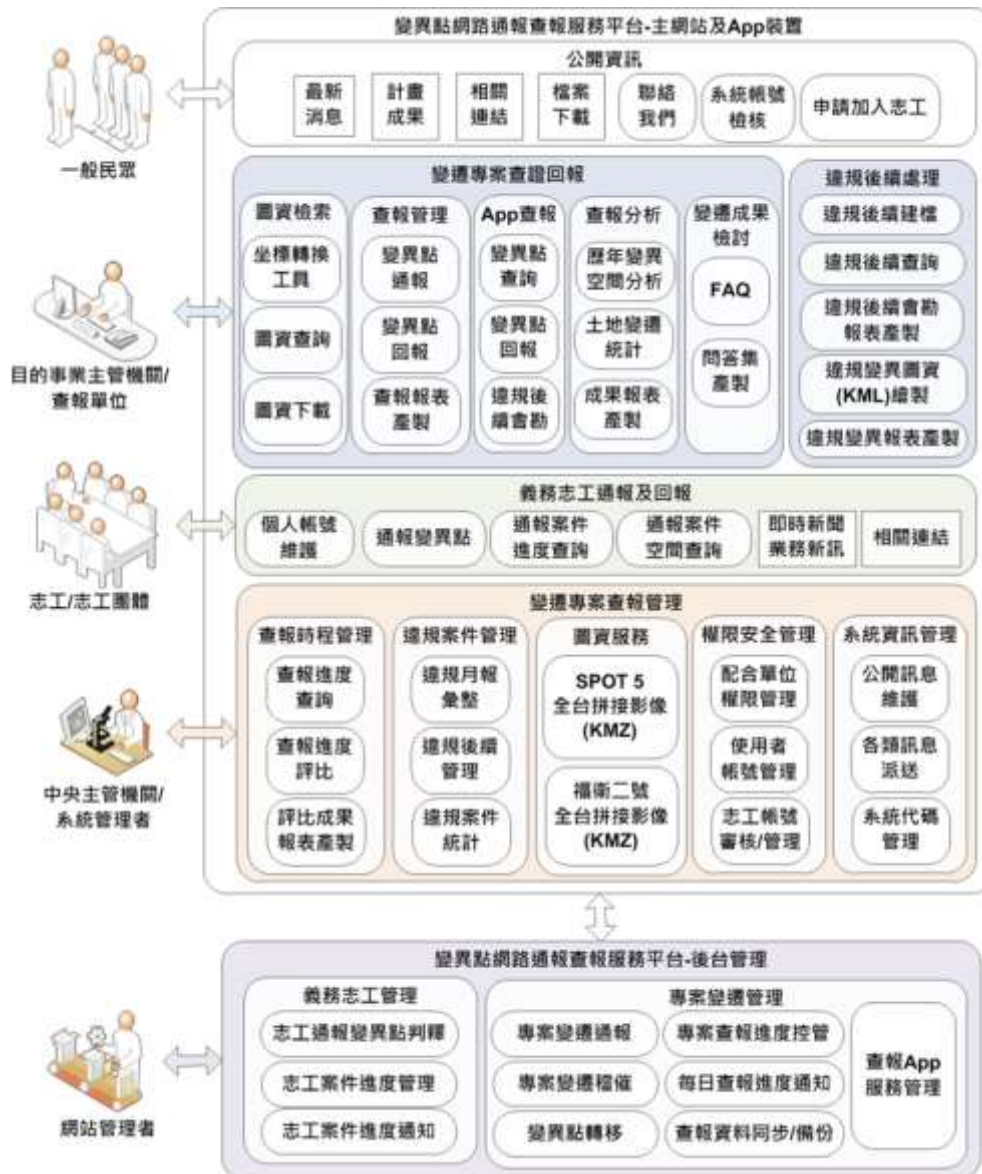 變異點網路通報查報服務平台-主網站及App裝置
公開資訊
最新
消息
計畫
成果
相關
連結
檔案
下載
聯絡
我們
系統帳號
檢核
申請加入志工
一般民眾
變遷專案查證回報
圖資檢索
坐標轉換
工具
圖資查詢
圖資下載
查報管理
變異點
通報
變異點
回報
查報報表
產製
App查報
變異點
查詢
變異點
回報
違規後
續會勘
查報分析
歷年變異
空間分析
土地變遷
統計
成果報表
產製
變遷成果
檢討
FAQ
問答集
產製
違規後續處理
違規後續建檔
違規後續查詢
違規後續會勘
報表產製
違規變異圖資
(KML)繪製
違規變異報表產製
目的事業主管機關/
查報單位
義務志工通報及回報
個人帳號
維護
通報變異點
通報案件
進度查詢
通報案件
空間查詢
即時新聞
業務新訊
相關連結
志工/志工團體
變遷專案查報管理
查報時程管理
查報進度
查詢
查報進度
評比
評比成果
報表產製
違規案件管理
違規月報
彙整
違規後續
管理
違規案件
統計
圖資服務
SPOT 5
全台拼接影像
(KMZ)
福衛二號
全台拼接影像
(KMZ)
權限安全管理
配合單位
權限管理
使用者
帳號管理
志工帳號
審核/管理
系統資訊管理
公開訊息
維護
各類訊息
派送
系統代碼
管理
中央主管機關/
系統管理者
變異點網路通報查報服務平台-後台管理
義務志工管理
志工通報變異點判釋
志工案件進度管理
志工案件進度通知
專案變遷管理
專案變遷通報
專案變遷稽催
變異點轉移
專案查報進度控管
每日查報進度通知
查報資料同步/備份
查報App
服務管理
網站管理者